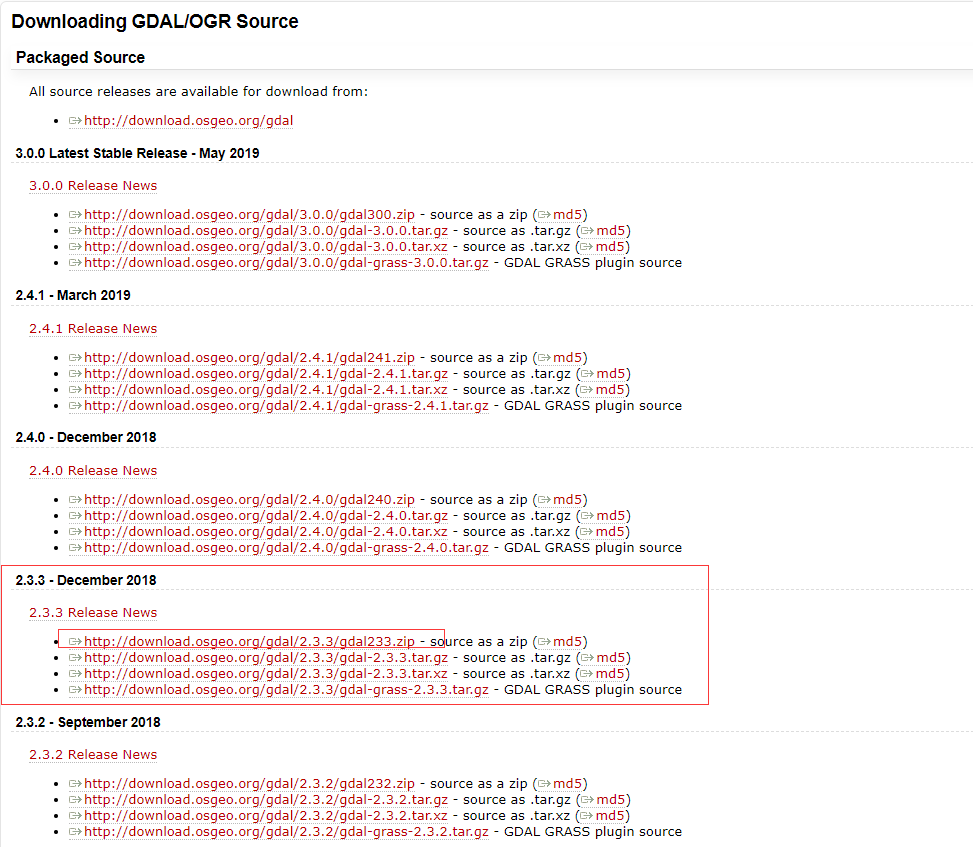 Downloading GDAL/OGR Source
Packaged Source
All source releases are available for download from:
http://download.osgeo.org/gdal
3.0.0 Latest Stable Release - May 2019
3.0.0 Release News
http://download.osgeo.org/gdal/3.0.0/gdal300.zip - source as a zip (md5)
http://download.osgeo.org/gdal/3.0.0/gdal-3.0.0.tar.gz - source as .tar.gz (md5)
http://download.osgeo.org/gdal/3.0.0/gdal-3.0.0.tar.xz - source as .tar.xz (md5)
http://download.osgeo.org/gdal/3.0.0/gdal-grass-3.0.0.tar.gz - GDAL GRASS plugin source
2.4.1 - March 2019
2.4.1 Release News
http://download.osgeo.org/gdal/2.4.1/gdal241.zip - source as a zip (md5)
http://download.osgeo.org/gdal/2.4.1/gdal-2.4.1.tar.gz - source as .tar.gz (md5)
http://download.osgeo.org/gdal/2.4.1/gdal-2.4.1.tar.xz - source as .tar.xz (md5)
http://download.osgeo.org/gdal/2.4.1/gdal-grass-2.4.1.tar.gz - GDAL GRASS plugin source
2.4.0 - December 2018
2.4.0 Release News
http://download.osgeo.org/gdal/2.4.0/gdal240.zip - source as a zip (md5)
http://download.osgeo.org/gdal/2.4.0/gdal-2.4.0.tar.gz - source as .tar.gz (md5)
http://download.osgeo.org/gdal/2.4.0/gdal-2.4.0.tar.xz - source as .tar.xz (md5)
http://download.osgeo.org/gdal/2.4.0/gdal-grass-2.4.0.tar.gz - GDAL GRASS plugin source
2.3.3 - December 2018
2.3.3 Release News
http://download.osgeo.org/gdal/2.3.3/gdal233.zip - source as a zip (md5)
http://download.osgeo.org/gdal/2.3.3/gdal-2.3.3.tar.gz - source as .tar.gz (md5)
http://download.osgeo.org/gdal/2.3.3/gdal-2.3.3.tar.xz - source as .tar.xz (md5)
http://download.osgeo.org/gdal/2.3.3/gdal-grass-2.3.3.tar.gz - GDAL GRASS plugin source
2.3.2 - September 2018
2.3.2 Release News
http://download.osgeo.org/gdal/2.3.2/gdal232.zip - source as a zip (md5)
http://download.osgeo.org/gdal/2.3.2/gdal-2.3.2.tar.gz - source as .tar.gz (md5)
http://download.osgeo.org/gdal/2.3.2/gdal-2.3.2.tar.xz - source as .tar.xz (md5)
http://download.osgeo.org/gdal/2.3.2/gdal-grass-2.3.2.tar.gz - GDAL GRASS plugin source